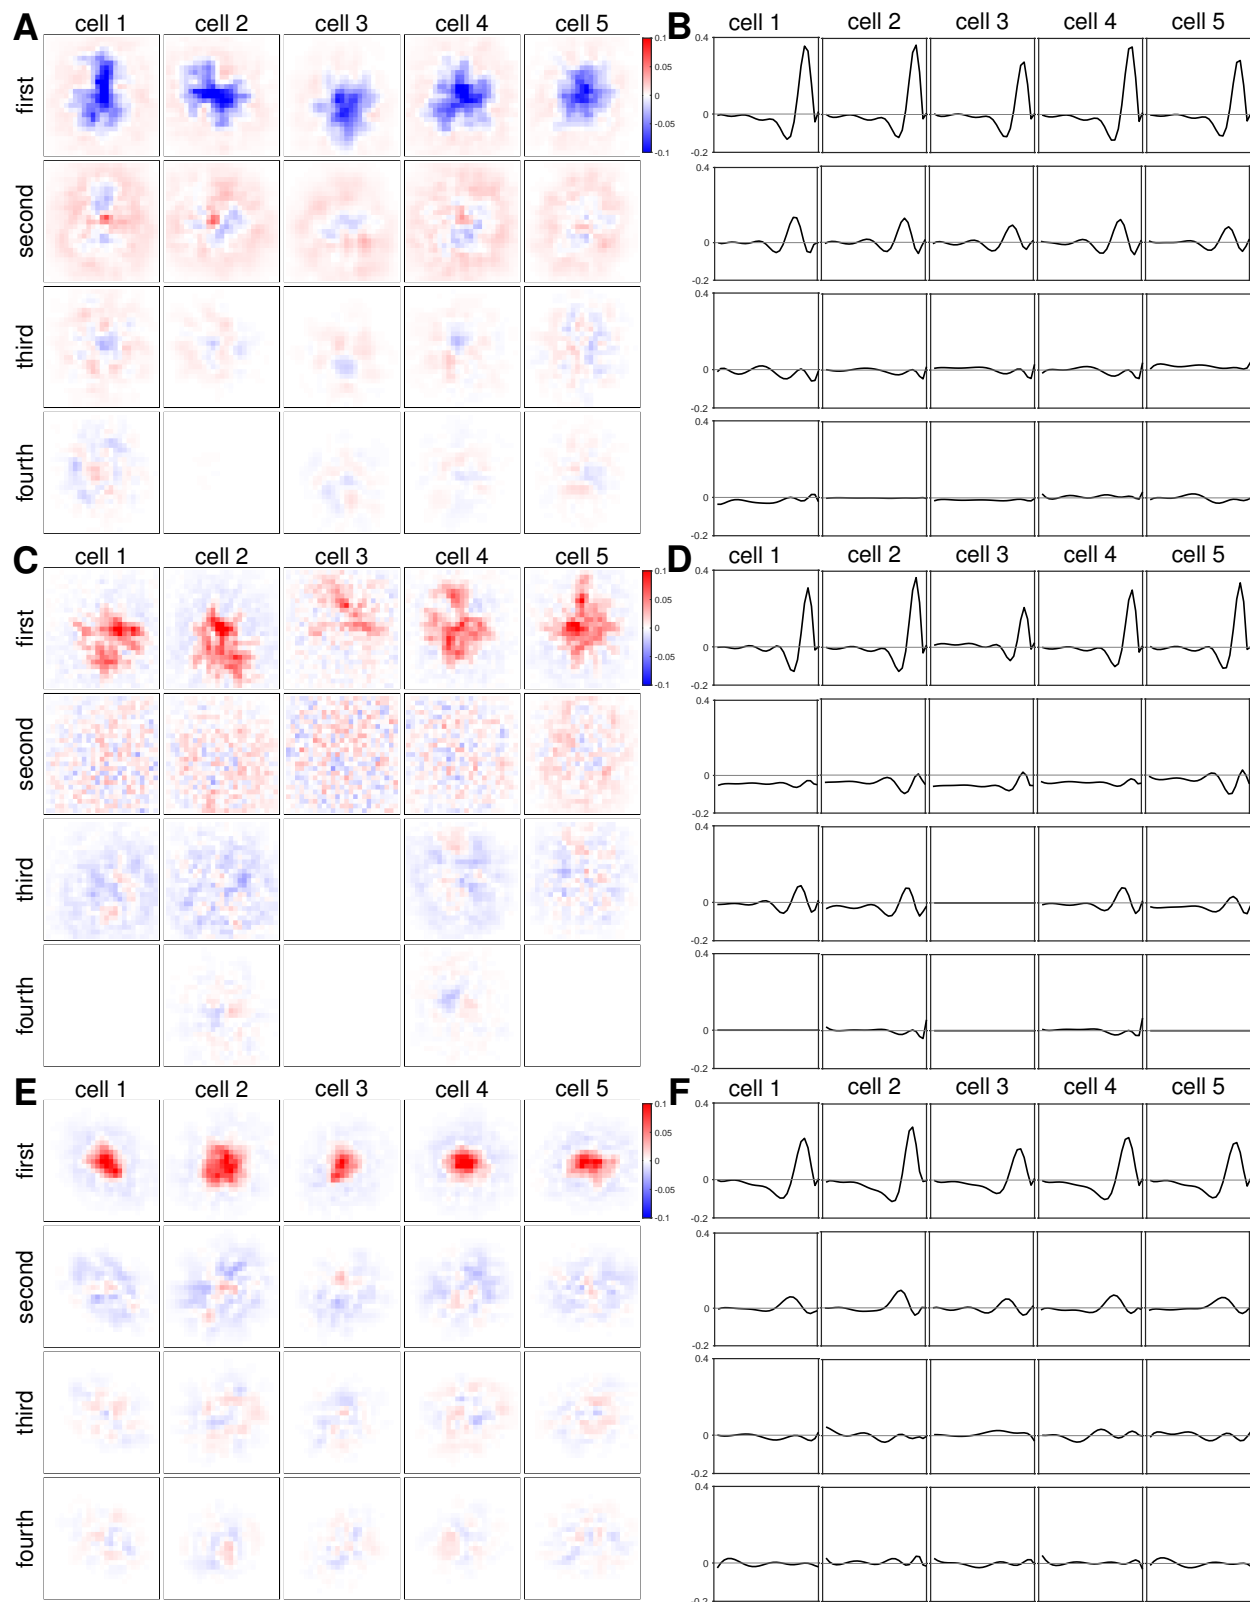 A cell 1 cell 2 cell 3 cell 4 cell 5 B cell 1 cell 2 cell 3 cell 4 cell 5
first 0.1 0.05 0 -0.05 -0.1 0.4 0 -0.2
second 0.4 0 -0.2
third 0.4 0 -0.2
fourth 0.4 0 -0.2
C cell 1 cell 2 cell 3 cell 4 cell 5 D cell 1 cell 2 cell 3 cell 4 cell 5
first 0.1 0.05 0 -0.05 -0.1 0.4 0 -0.2
second 0.4 0 -0.2
third 0.4 0 -0.2
fourth 0.4 0 -0.2
E cell 1 cell 2 cell 3 cell 4 cell 5 F cell 1 cell 2 cell 3 cell 4 cell 5
first 0.1 0.05 0 -0.05 -0.1 0.4 0 -0.2
second 0.4 0 -0.2
third 0.4 0 -0.2
fourth 0.4 0 -0.2